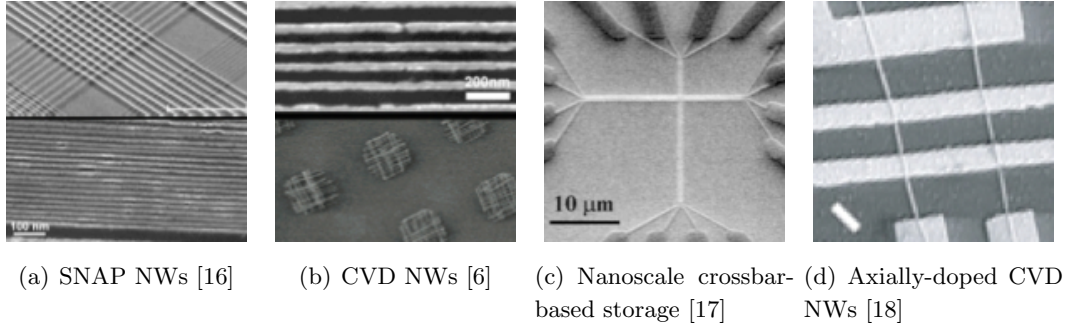 200nm
100 nm
10 μm
(a) SNAP NWs [16]
(b) CVD NWs [6]
(c) Nanoscale crossbar-
based storage [17]
(d) Axially-doped CVD
NWs [18]